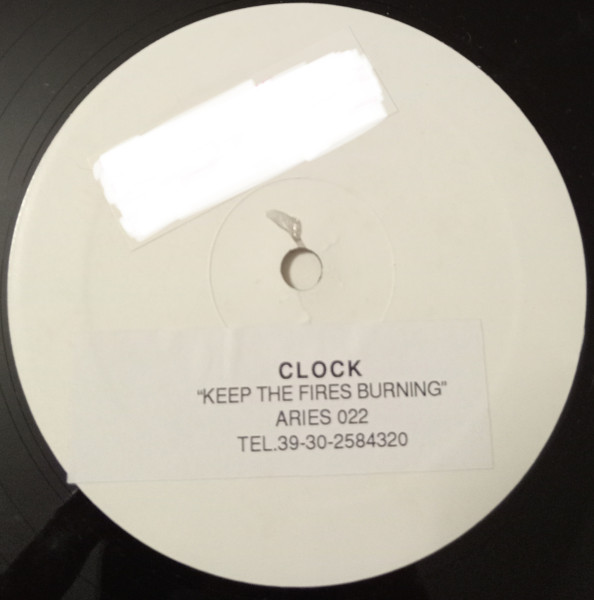 CLOCK
"KEEP THE FIRES BURNING"
ARIES 022
TEL.39-30-2584320